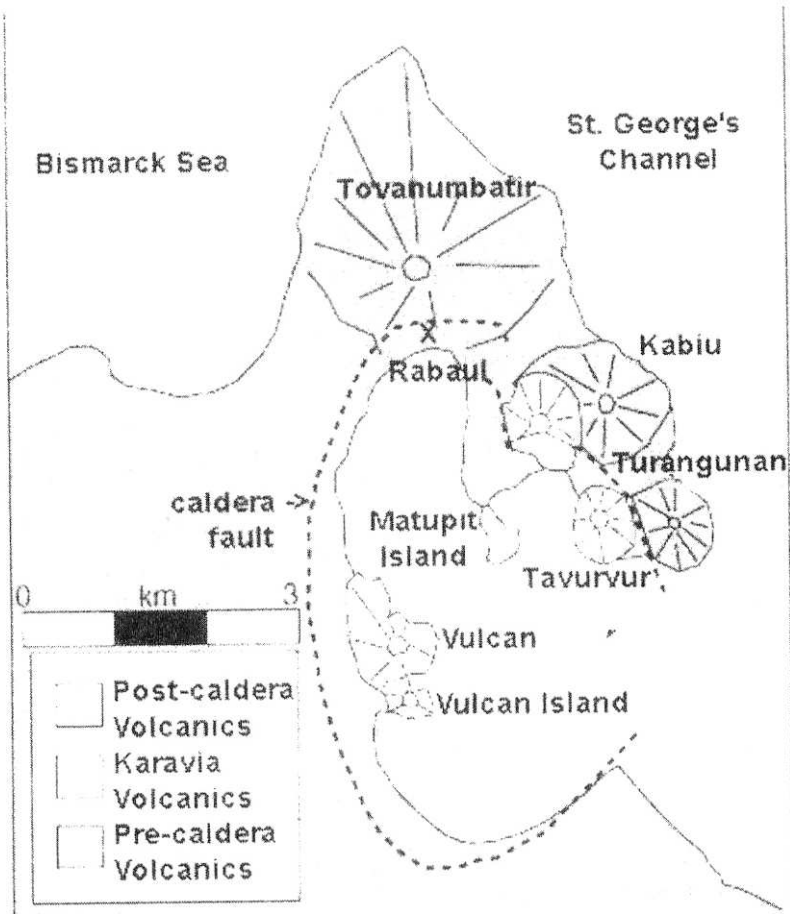 St. George's
Channel
Bismarck Sea
Tovanumbatir
X
Rabaul
Kabiu
Turangunan
caldera
fault
Matupit
Island
Tavurvur
0 km 3
Vulcan
Vulcan Island
Post-caldera
Volcanics
Karavia
Volcanics
Pre-caldera
Volcanics